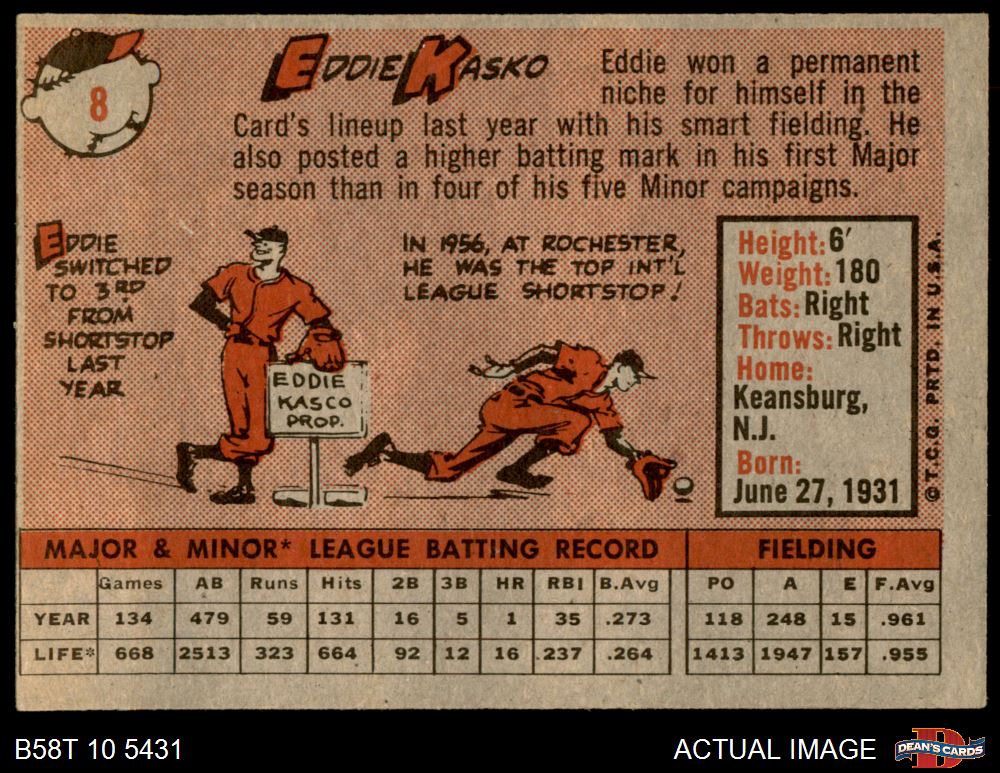 8
EDDIE KASKO
Eddie won a permanent
niche for himself in the
Card's lineup last year with his smart fielding. He
also posted a higher batting mark in his first Major
season than in four of his five Minor campaigns.
EDDIE
SWITCHED
TO 3RD
FROM
SHORTSTOP
LAST
YEAR
EDDIE
KASCO
PROP.
IN 1956, AT ROCHESTER,
HE WAS THE TOP INT'L
LEAGUE SHORTSTOP!
Height: 6'
Weight: 180
Bats: Right
Throws: Right
Home:
Keansburg,
N.J.
Born:
June 27, 1931
© T.C.G. PRTD. IN U.S.A.
MAJOR & MINOR* LEAGUE BATTING RECORD FIELDING
Games AB Runs Hits 2B 3B HR RBI B.Avg PO A E F.Avg
YEAR 134 479 59 131 16 5 1 35 .273 118 248 15 .961
LIFE* 668 2513 323 664 92 12 16 237 .264 1413 1947 157 .955
B58T 10 5431 ACTUAL IMAGE D DEAN'S CARDS